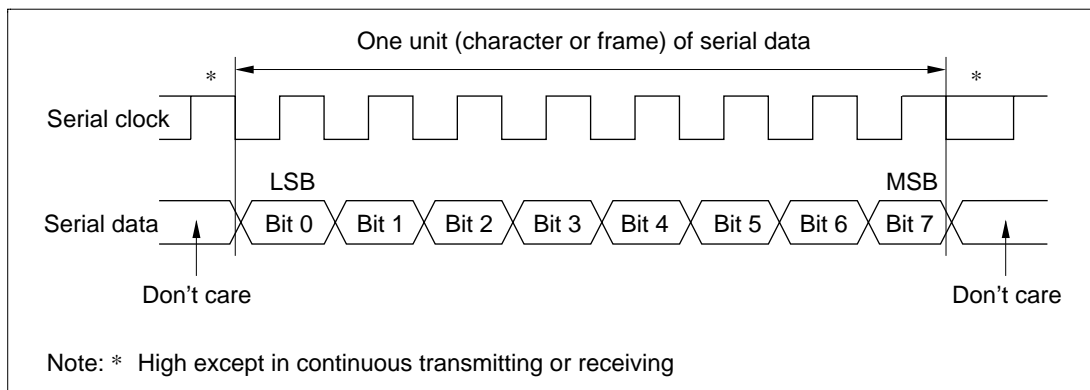 One unit (character or frame) of serial data
* *
Serial clock
LSB MSB
Serial data Bit 0 Bit 1 Bit 2 Bit 3 Bit 4 Bit 5 Bit 6 Bit 7
Don’t care Don’t care
Note: * High except in continuous transmitting or receiving